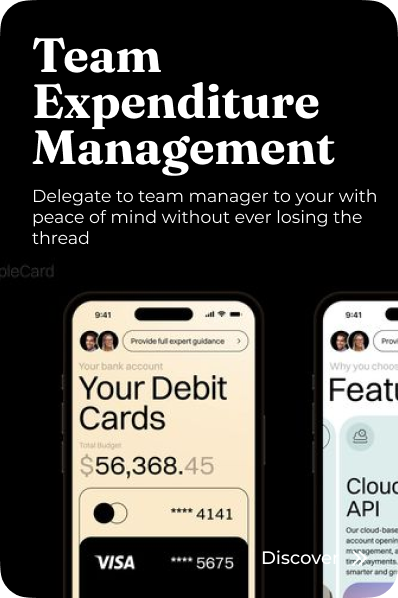 Team
Expenditure
Management
Delegate to team manager to your with
peace of mind without ever losing the
thread
pleCard
9:41
Provide full expert guidance
Your bank account
Your Debit
Cards
Total Budget
$56,368.45
**** 4141
VISA
**** 5675
9:41
Provi
Why you choos
Featu
Cloud
API
Our cloud-base
account openin
management, a
payments.
smarter and gr
Discover